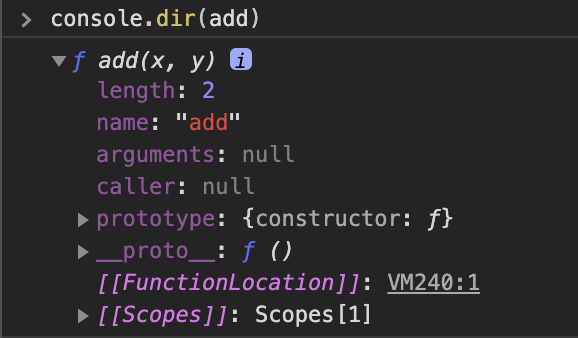 > console.dir(add)
▼ ƒ add(x, y) i
length: 2
name: "add"
arguments: null
caller: null
▶ prototype: {constructor: ƒ}
▶ __proto__: ƒ ()
[[FunctionLocation]]: VM240:1
▶ [[Scopes]]: Scopes[1]